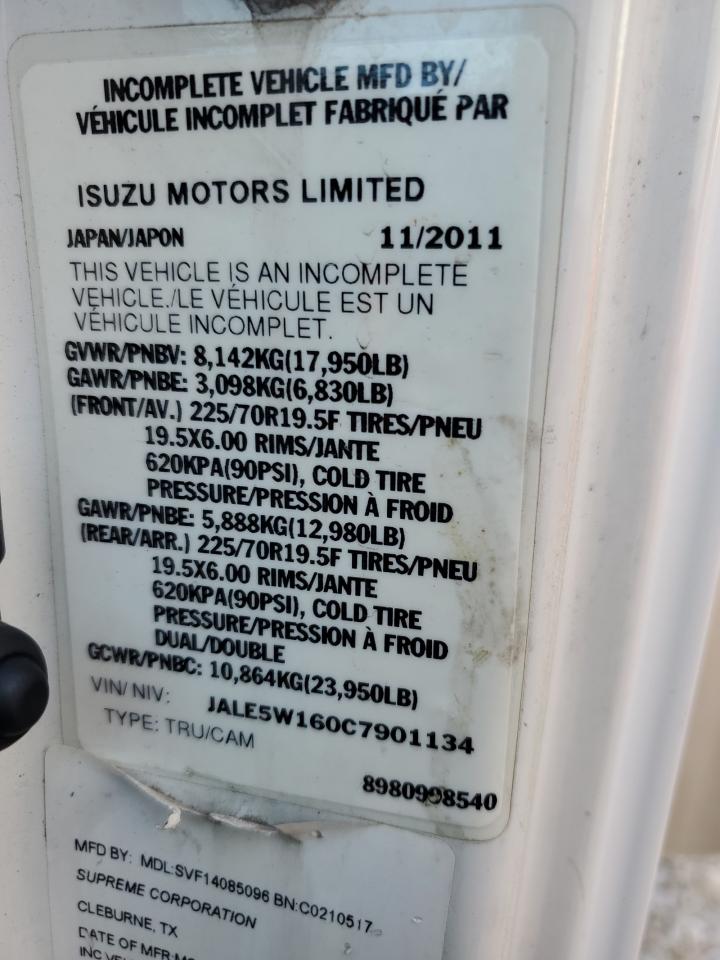 INCOMPLETE VEHICLE MFD BY/
VÉHICULE INCOMPLET FABRIQUÉ PAR
ISUZU MOTORS LIMITED
JAPAN/JAPON 11/2011
THIS VEHICLE IS AN INCOMPLETE
VEHICLE./LE VÉHICULE EST UN
VÉHICULE INCOMPLET.
GVWR/PNBV: 8,142KG(17,950LB)
GAWR/PNBE: 3,098KG(6,830LB)
(FRONT/AV.) 225/70R19.5F TIRES/PNEU
19.5X6.00 RIMS/JANTE
620KPA(90PSI), COLD TIRE
PRESSURE/PRESSION À FROID
GAWR/PNBE: 5,888KG(12,980LB)
(REAR/ARR.) 225/70R19.5F TIRES/PNEU
19.5X6.00 RIMS/JANTE
620KPA(90PSI), COLD TIRE
PRESSURE/PRESSION À FROID
DUAL/DOUBLE
GCWR/PNBC: 10,864KG(23,950LB)
VIN/NIV: JALE5W160C7901134
TYPE: TRU/CAM
8980998540
MFD BY: MDL:SVF14085096 BN:C0210517
SUPREME CORPORATION
CLEBURNE, TX
DATE OF MFR:
INC